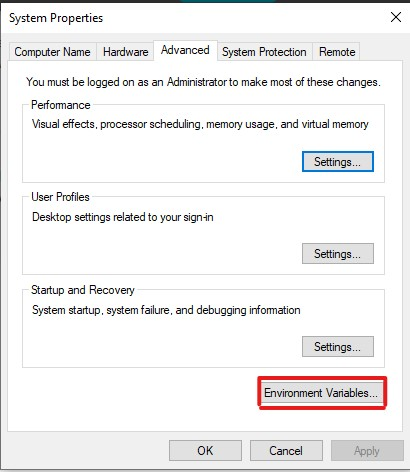 System Properties
Computer Name Hardware Advanced System Protection Remote
You must be logged on as an Administrator to make most of these changes.
Performance
Visual effects, processor scheduling, memory usage, and virtual memory
Settings...
User Profiles
Desktop settings related to your sign-in
Settings...
Startup and Recovery
System startup, system failure, and debugging information
Settings...
Environment Variables...
OK Cancel Apply